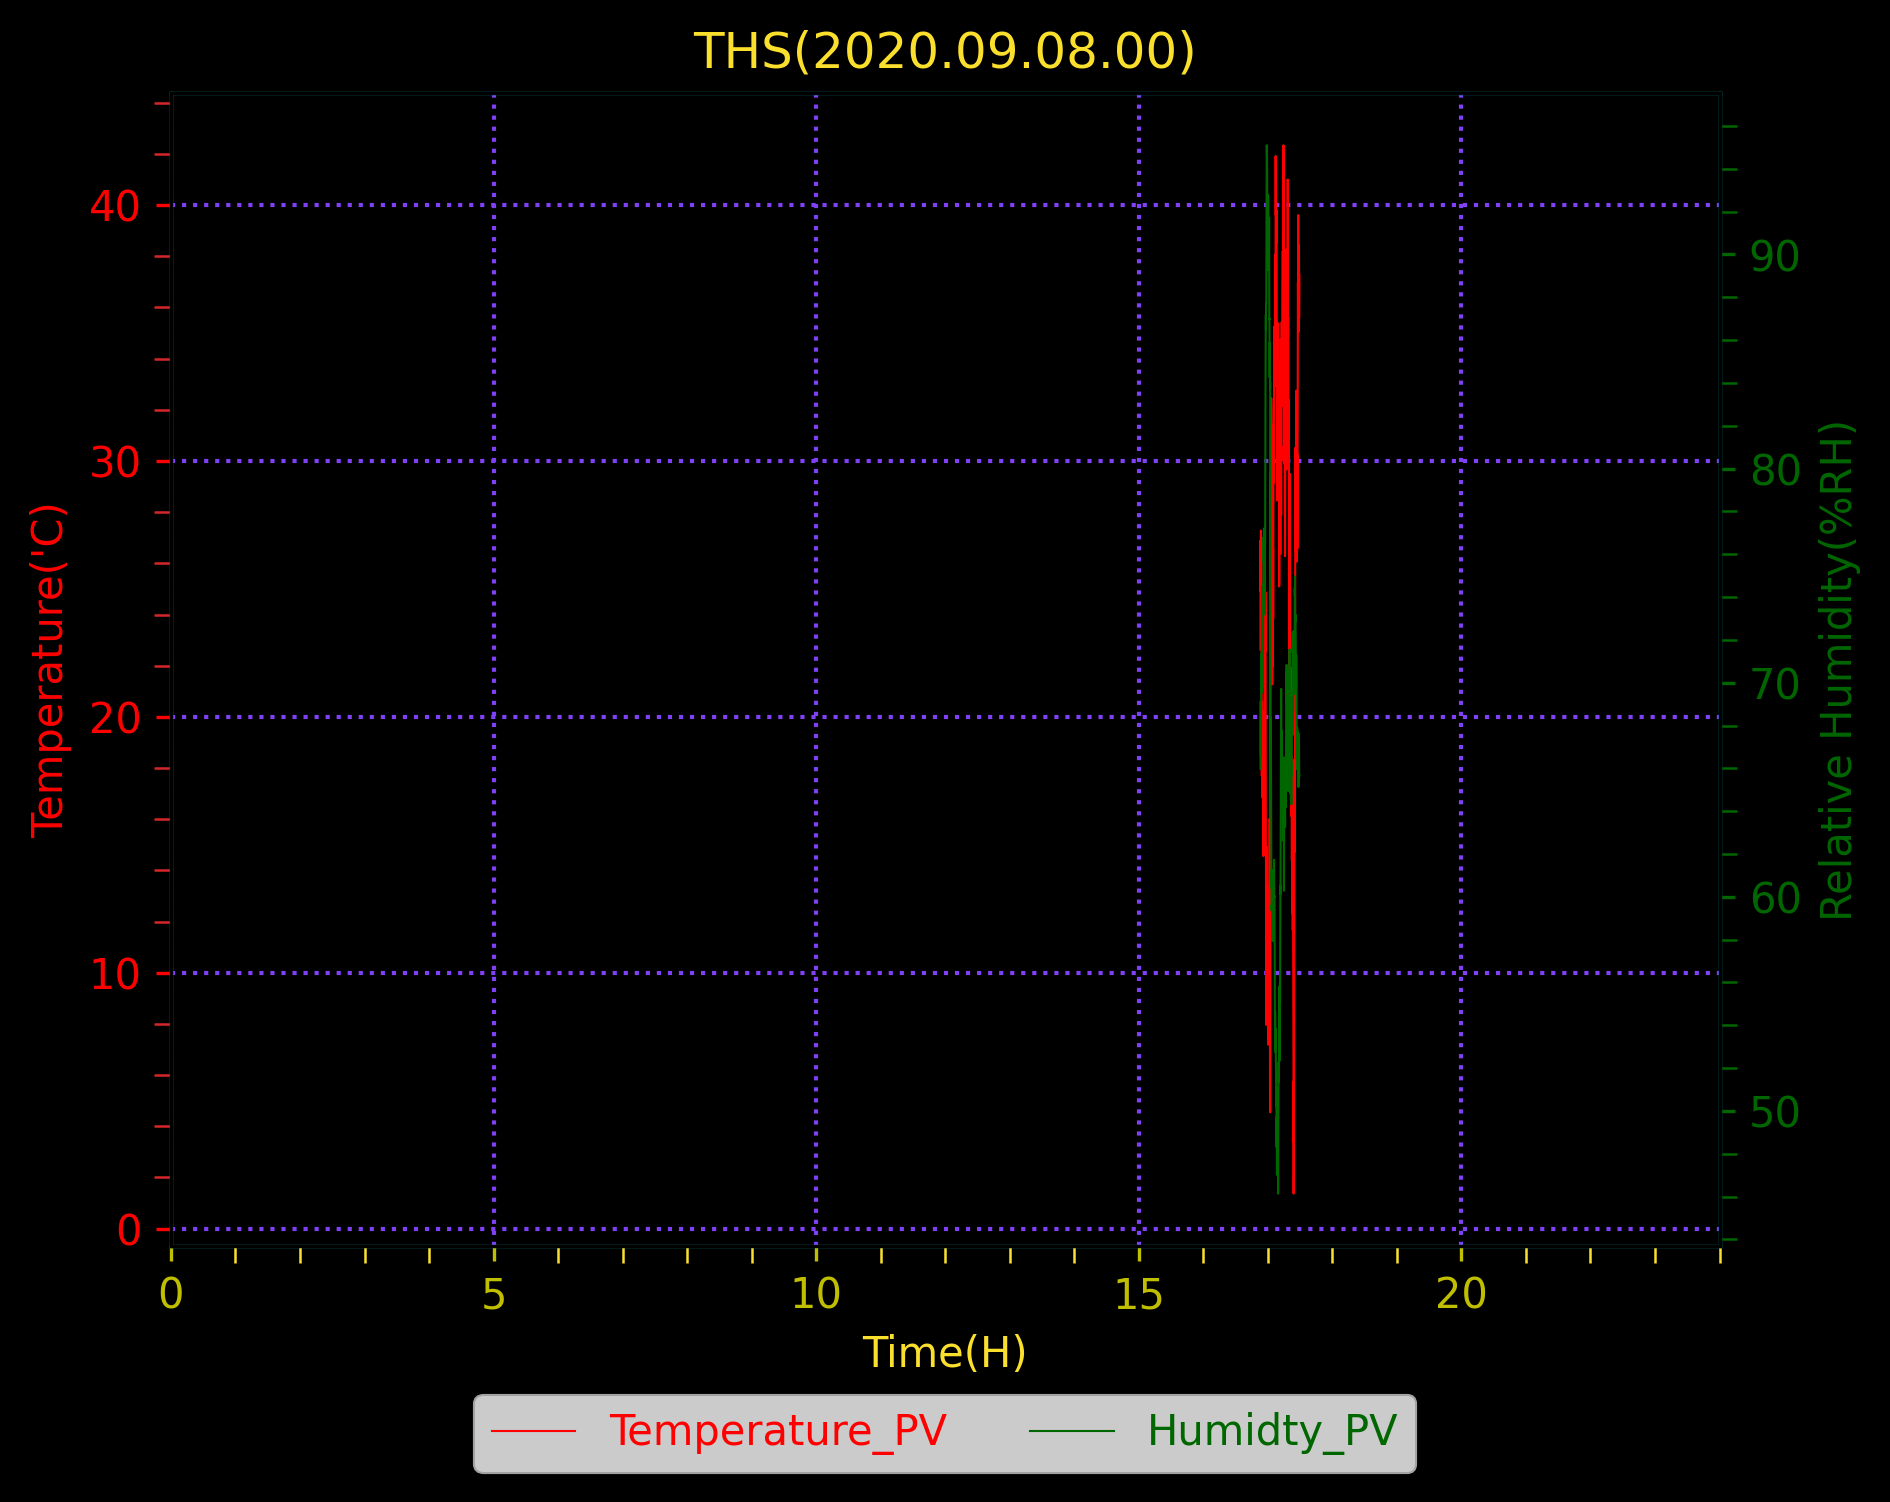 THS(2020.09.08.00)
Temperature('C)
40
30
20
10
0
90
80
70
60
50
Relative Humidity(%RH)
0 5 10 15 20
Time(H)
Temperature_PV Humidty_PV